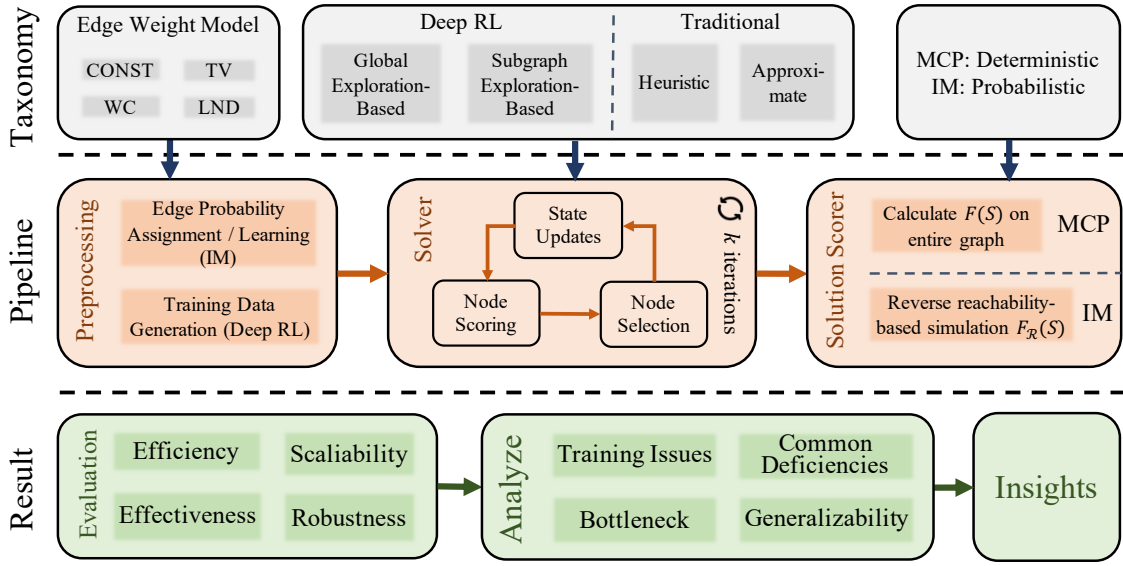 Taxonomy
Edge Weight Model
CONST
TV
WC
LND
Deep RL
Global
Exploration-
Based
Subgraph
Exploration-
Based
Traditional
Heuristic
Approxi-
mate
MCP: Deterministic
IM: Probabilistic
Pipeline
Preprocessing
Edge Probability
Assignment / Learning
(IM)
Training Data
Generation (Deep RL)
Solver
State
Updates
Node
Scoring
Node
Selection
k iterations
Solution Scorer
Calculate F(S) on
entire graph
MCP
Reverse reachability-
based simulation F_ℛ(S)
IM
Result
Evaluation
Efficiency
Scaliability
Effectiveness
Robustness
Analyze
Training Issues
Common
Deficiencies
Bottleneck
Generalizability
Insights